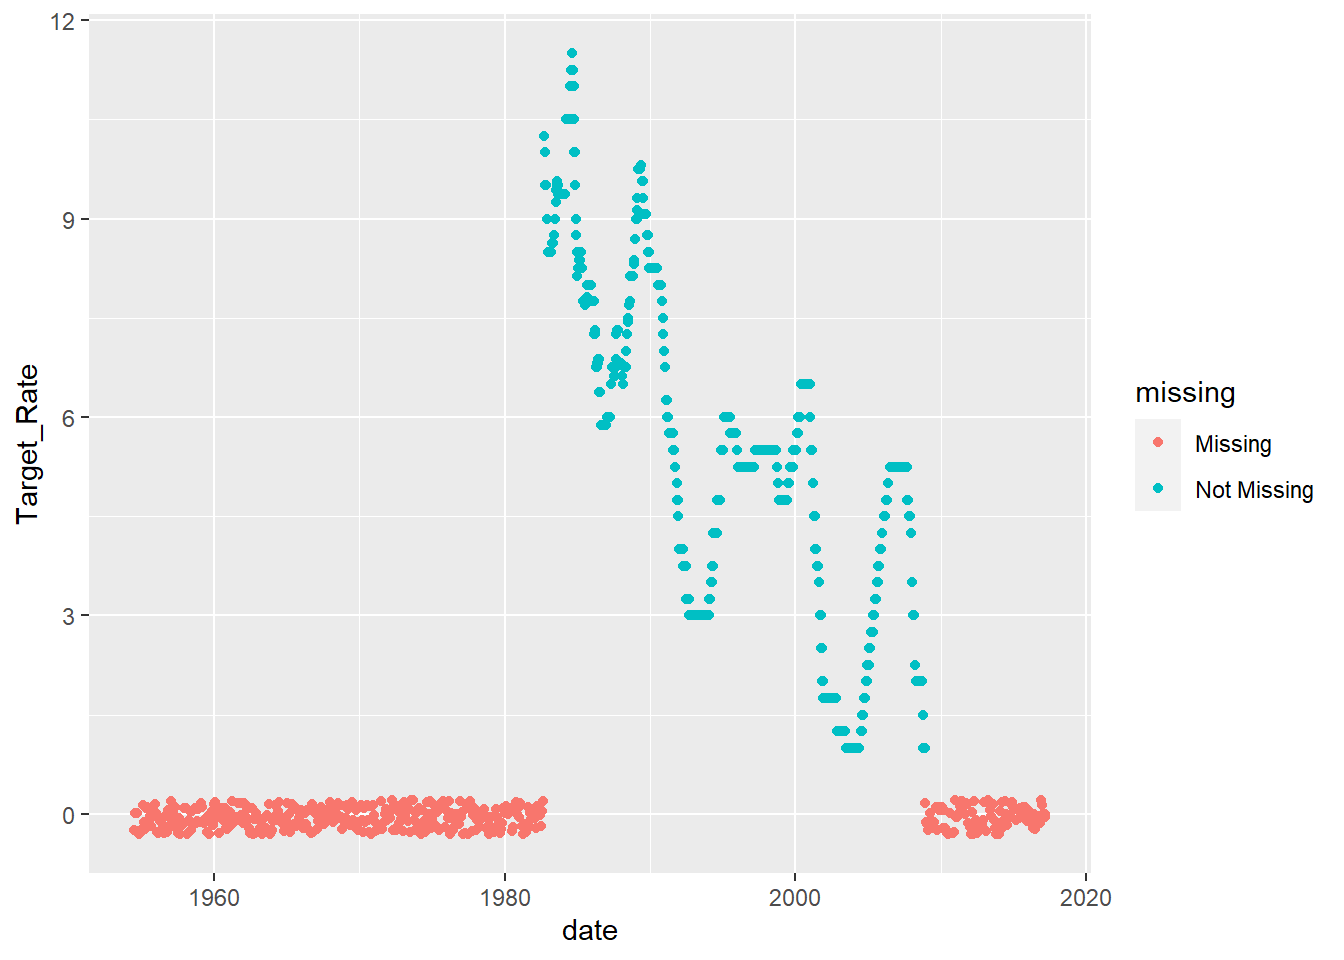 12
9
6
3
0
Target_Rate
1960 1980 2000 2020
date
missing
Missing
Not Missing